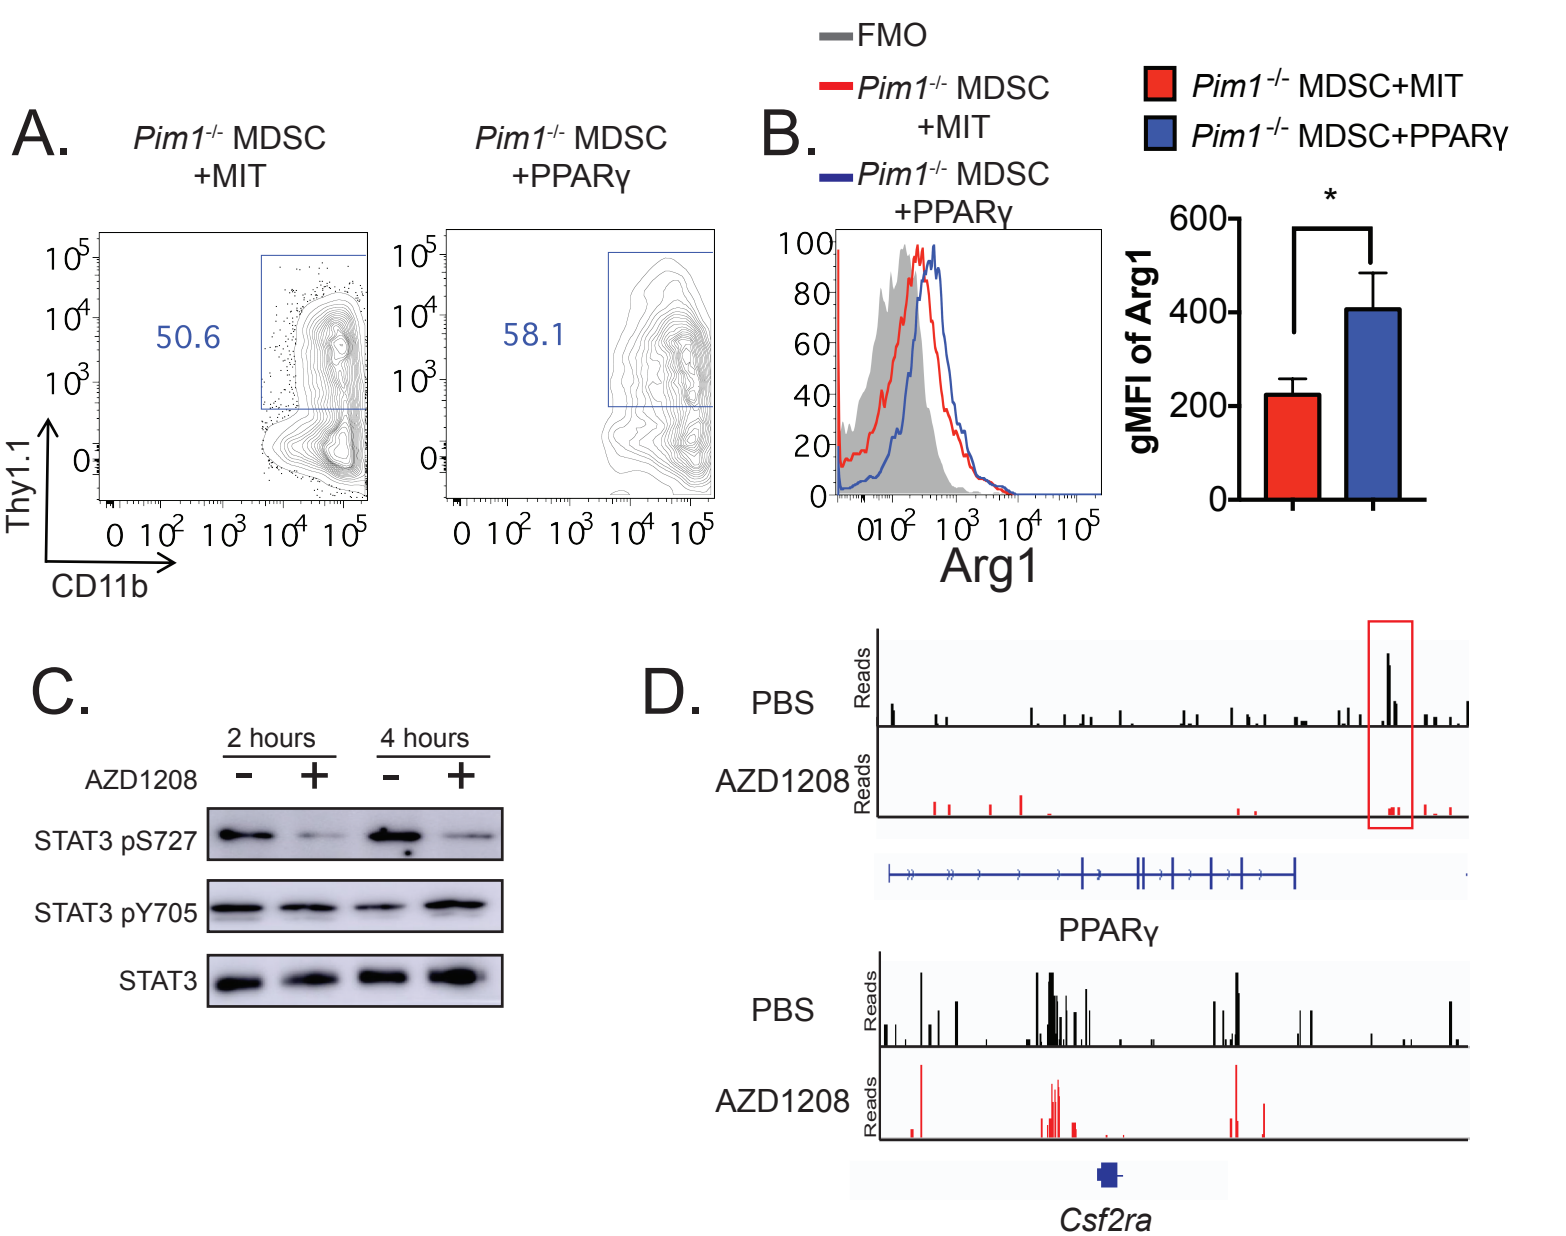 A.
Pim1-/- MDSC
+MIT
Pim1-/- MDSC
+PPARγ
10^5
10^4
10^3
0
50.6
0 10^2 10^3 10^4 10^5
10^5
10^4
10^3
0
58.1
0 10^2 10^3 10^4 10^5
Thy1.1
CD11b
B.
FMO
Pim1-/- MDSC
+MIT
Pim1-/- MDSC
+PPARγ
100
80
60
40
20
0
0 10^2 10^3 10^4 10^5
Arg1
Pim1-/- MDSC+MIT
Pim1-/- MDSC+PPARγ
*
gMFI of Arg1
600
400
200
0
C.
2 hours 4 hours
AZD1208 - + - +
STAT3 pS727
STAT3 pY705
STAT3
D.
PBS Reads
AZD1208 Reads
PPARγ
PBS Reads
AZD1208 Reads
Csf2ra